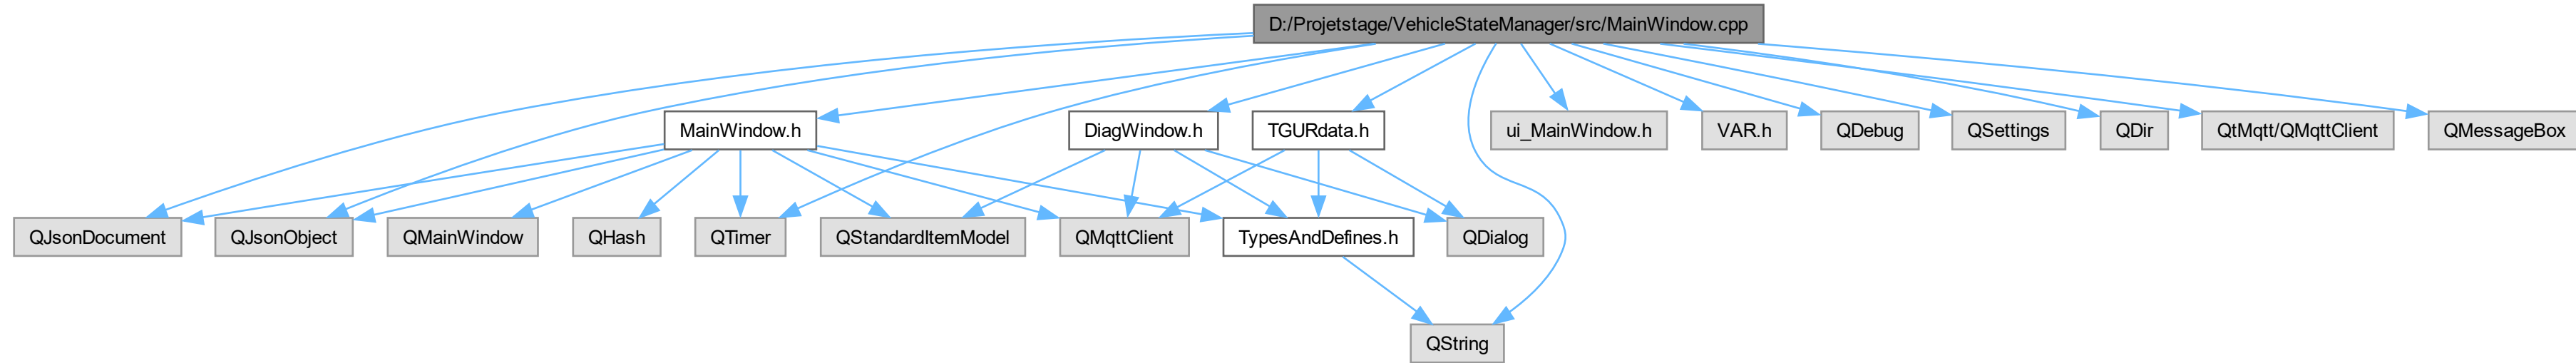 D:/Projetstage/VehicleStateManager/src/MainWindow.cpp
MainWindow.h
DiagWindow.h
TGURdata.h
ui_MainWindow.h
VAR.h
QDebug
QSettings
QDir
QtMqtt/QMqttClient
QMessageBox
QJsonDocument
QJsonObject
QMainWindow
QHash
QTimer
QStandardItemModel
QMqttClient
TypesAndDefines.h
QDialog
QString